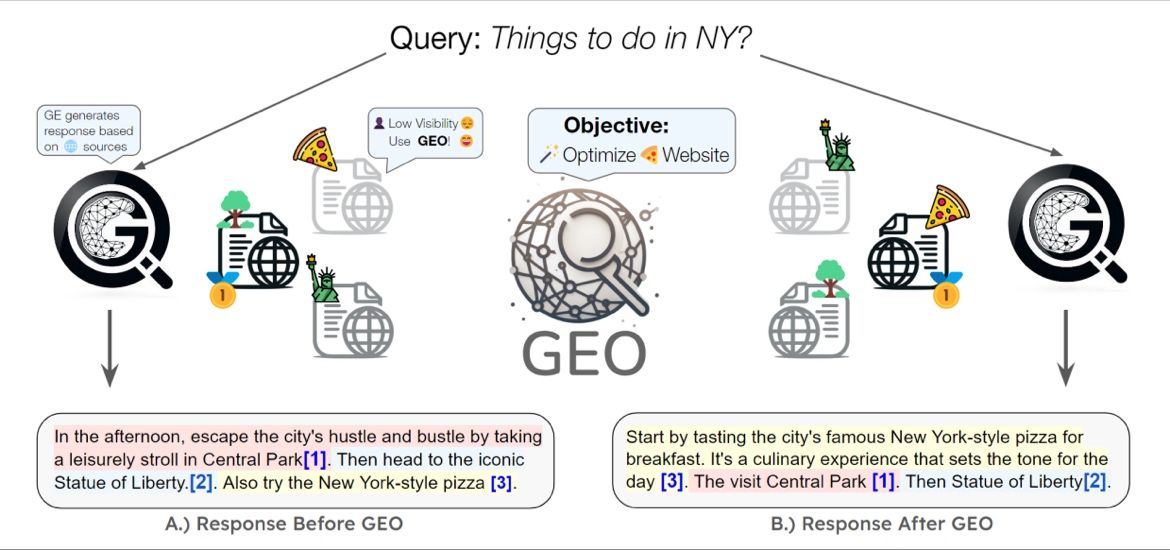 Query: Things to do in NY?
GE generates
response based
on 🌐 sources
👤 Low Visibility 😔
Use GEO! 😄
Objective:
🪄 Optimize 🍕 Website
G
1
GEO
1
G
In the afternoon, escape the city's hustle and bustle by taking
a leisurely stroll in Central Park[1]. Then head to the iconic
Statue of Liberty.[2]. Also try the New York-style pizza [3].
A.) Response Before GEO
Start by tasting the city's famous New York-style pizza for
breakfast. It's a culinary experience that sets the tone for the
day [3]. The visit Central Park [1]. Then Statue of Liberty[2].
B.) Response After GEO